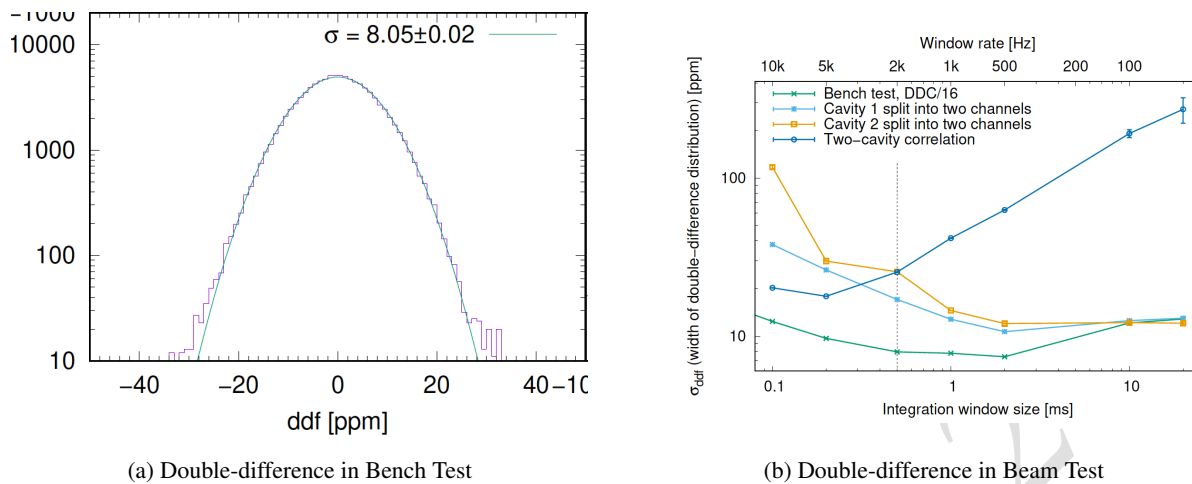 −1000
10000
1000
100
10
σ = 8.05±0.02
−40 −20 0 20 40 −10
ddf [ppm]
(a) Double-difference in Bench Test
Window rate [Hz]
10k 5k 2k 1k 500 200 100
Bench test, DDC/16
Cavity 1 split into two channels
Cavity 2 split into two channels
Two−cavity correlation
σddf (width of double−difference distribution) [ppm]
100
10
0.1 1 10
Integration window size [ms]
(b) Double-difference in Beam Test